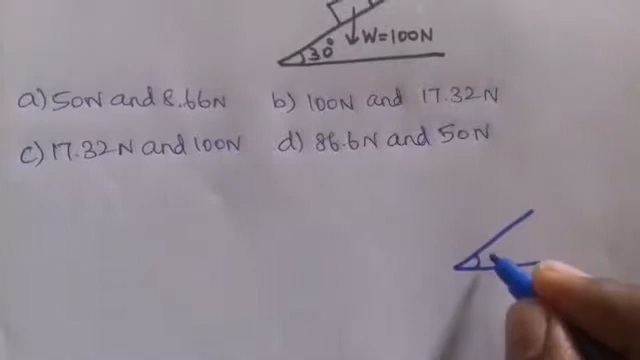 W=100N
30°
a) 50N and 8.66N b) 100N and 17.32N
c) 17.32N and 100N d) 86.6N and 50N